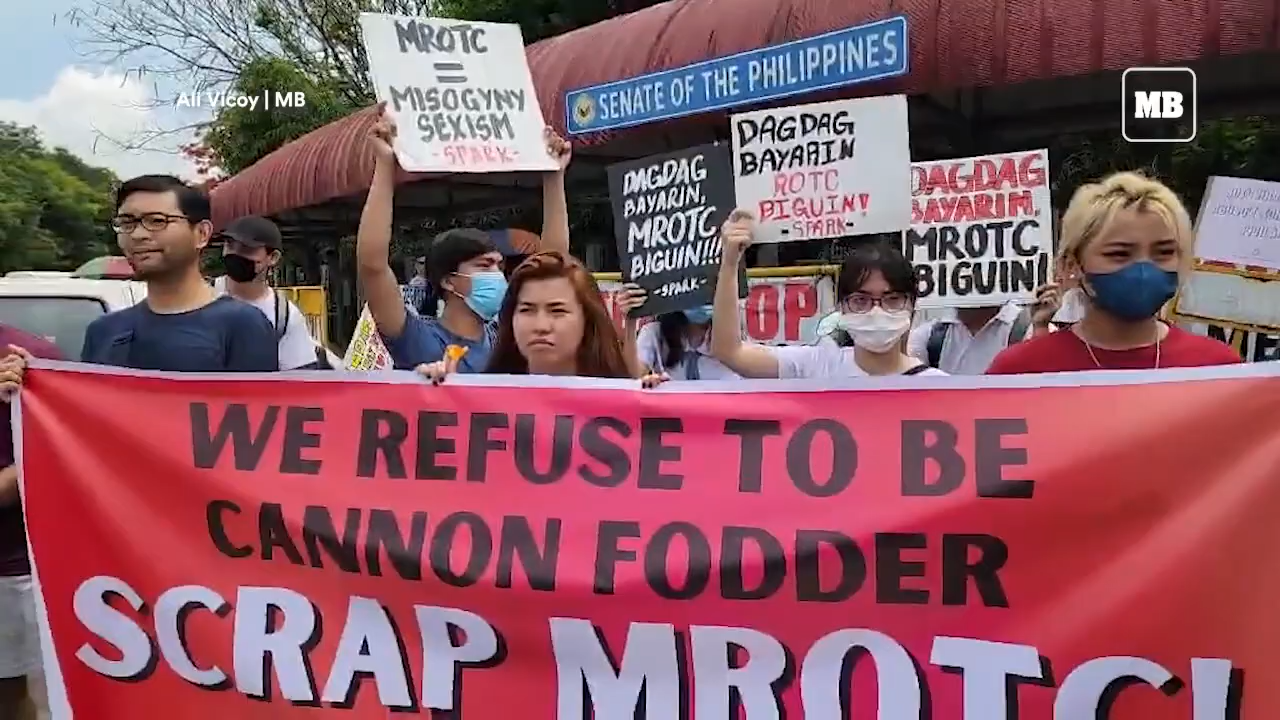 MROTC
=
MISOGYNY
SEXISM
-SPARK-
Ali Vicoy | MB
SENATE OF THE PHILIPPINES
MB
DAGDAG
BAYARIN,
MROTC
BIGUIN!!!
-SPARK-
DAGDAG
BAYARIN
ROTC
BIGUIN!
-SPARK-
DAGDAG
BAYARIN,
MROTC
BIGUIN!
OP
WE REFUSE TO BE
CANNON FODDER
SCRAP MROTC!